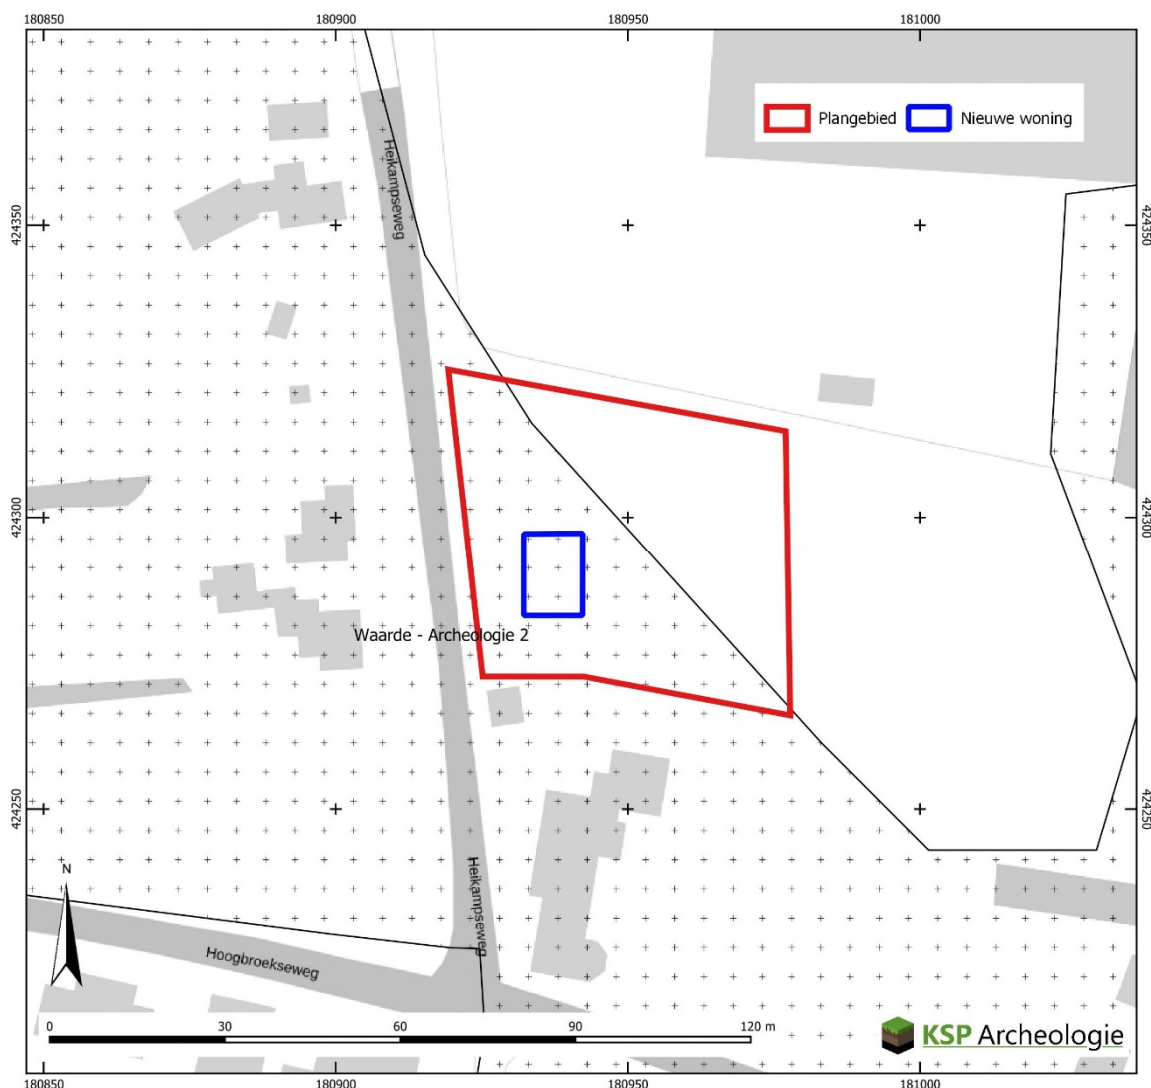 180850 180900 180950 181000
Plangebied Nieuwe woning
Heikampseweg
424350 424350
424300 424300
Waarde - Archeologie 2
424250 424250
Heikampseweg
N
Hoogbroekseweg
0 30 60 90 120 m
KSP Archeologie
180850 180900 180950 181000